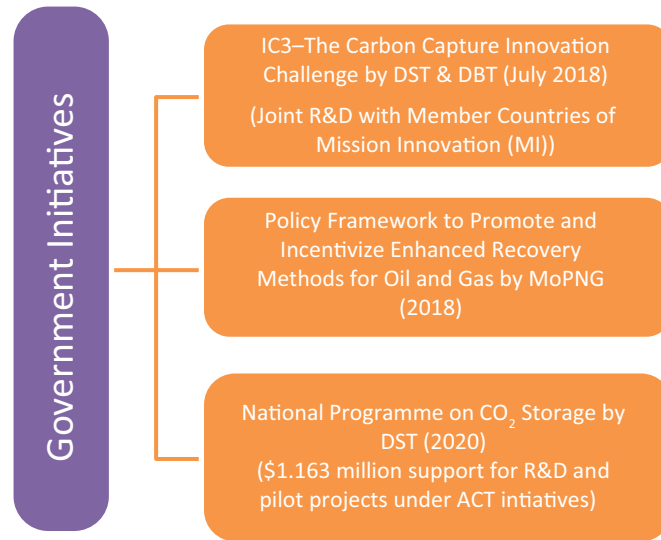 Government Initiatives
IC3–The Carbon Capture Innovation
Challenge by DST & DBT (July 2018)
(Joint R&D with Member Countries of
Mission Innovation (MI))
Policy Framework to Promote and
Incentivize Enhanced Recovery
Methods for Oil and Gas by MoPNG
(2018)
National Programme on CO₂ Storage by
DST (2020)
($1.163 million support for R&D and
pilot projects under ACT intiatives)